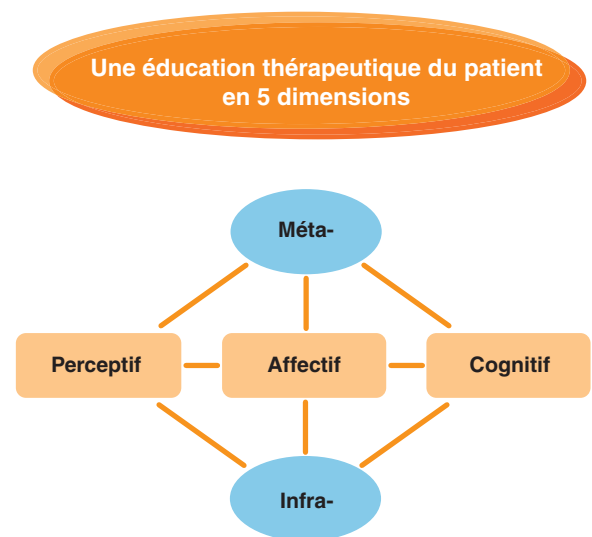 Une éducation thérapeutique du patient
en 5 dimensions
Méta-
Perceptif
Affectif
Cognitif
Infra-